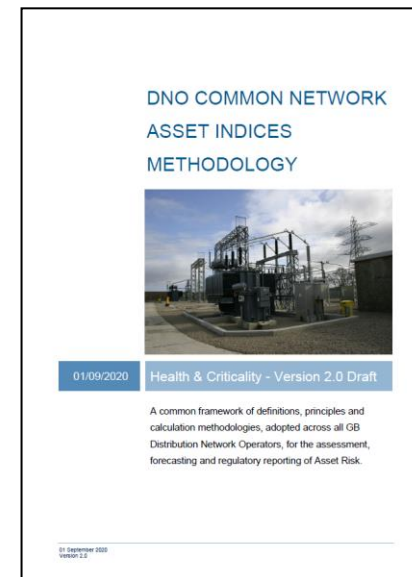 DNO COMMON NETWORK
ASSET INDICES
METHODOLOGY
01/09/2020
Health & Criticality - Version 2.0 Draft
A common framework of definitions, principles and
calculation methodologies, adopted across all GB
Distribution Network Operators, for the assessment,
forecasting and regulatory reporting of Asset Risk.
01 September 2020
Version 2.0